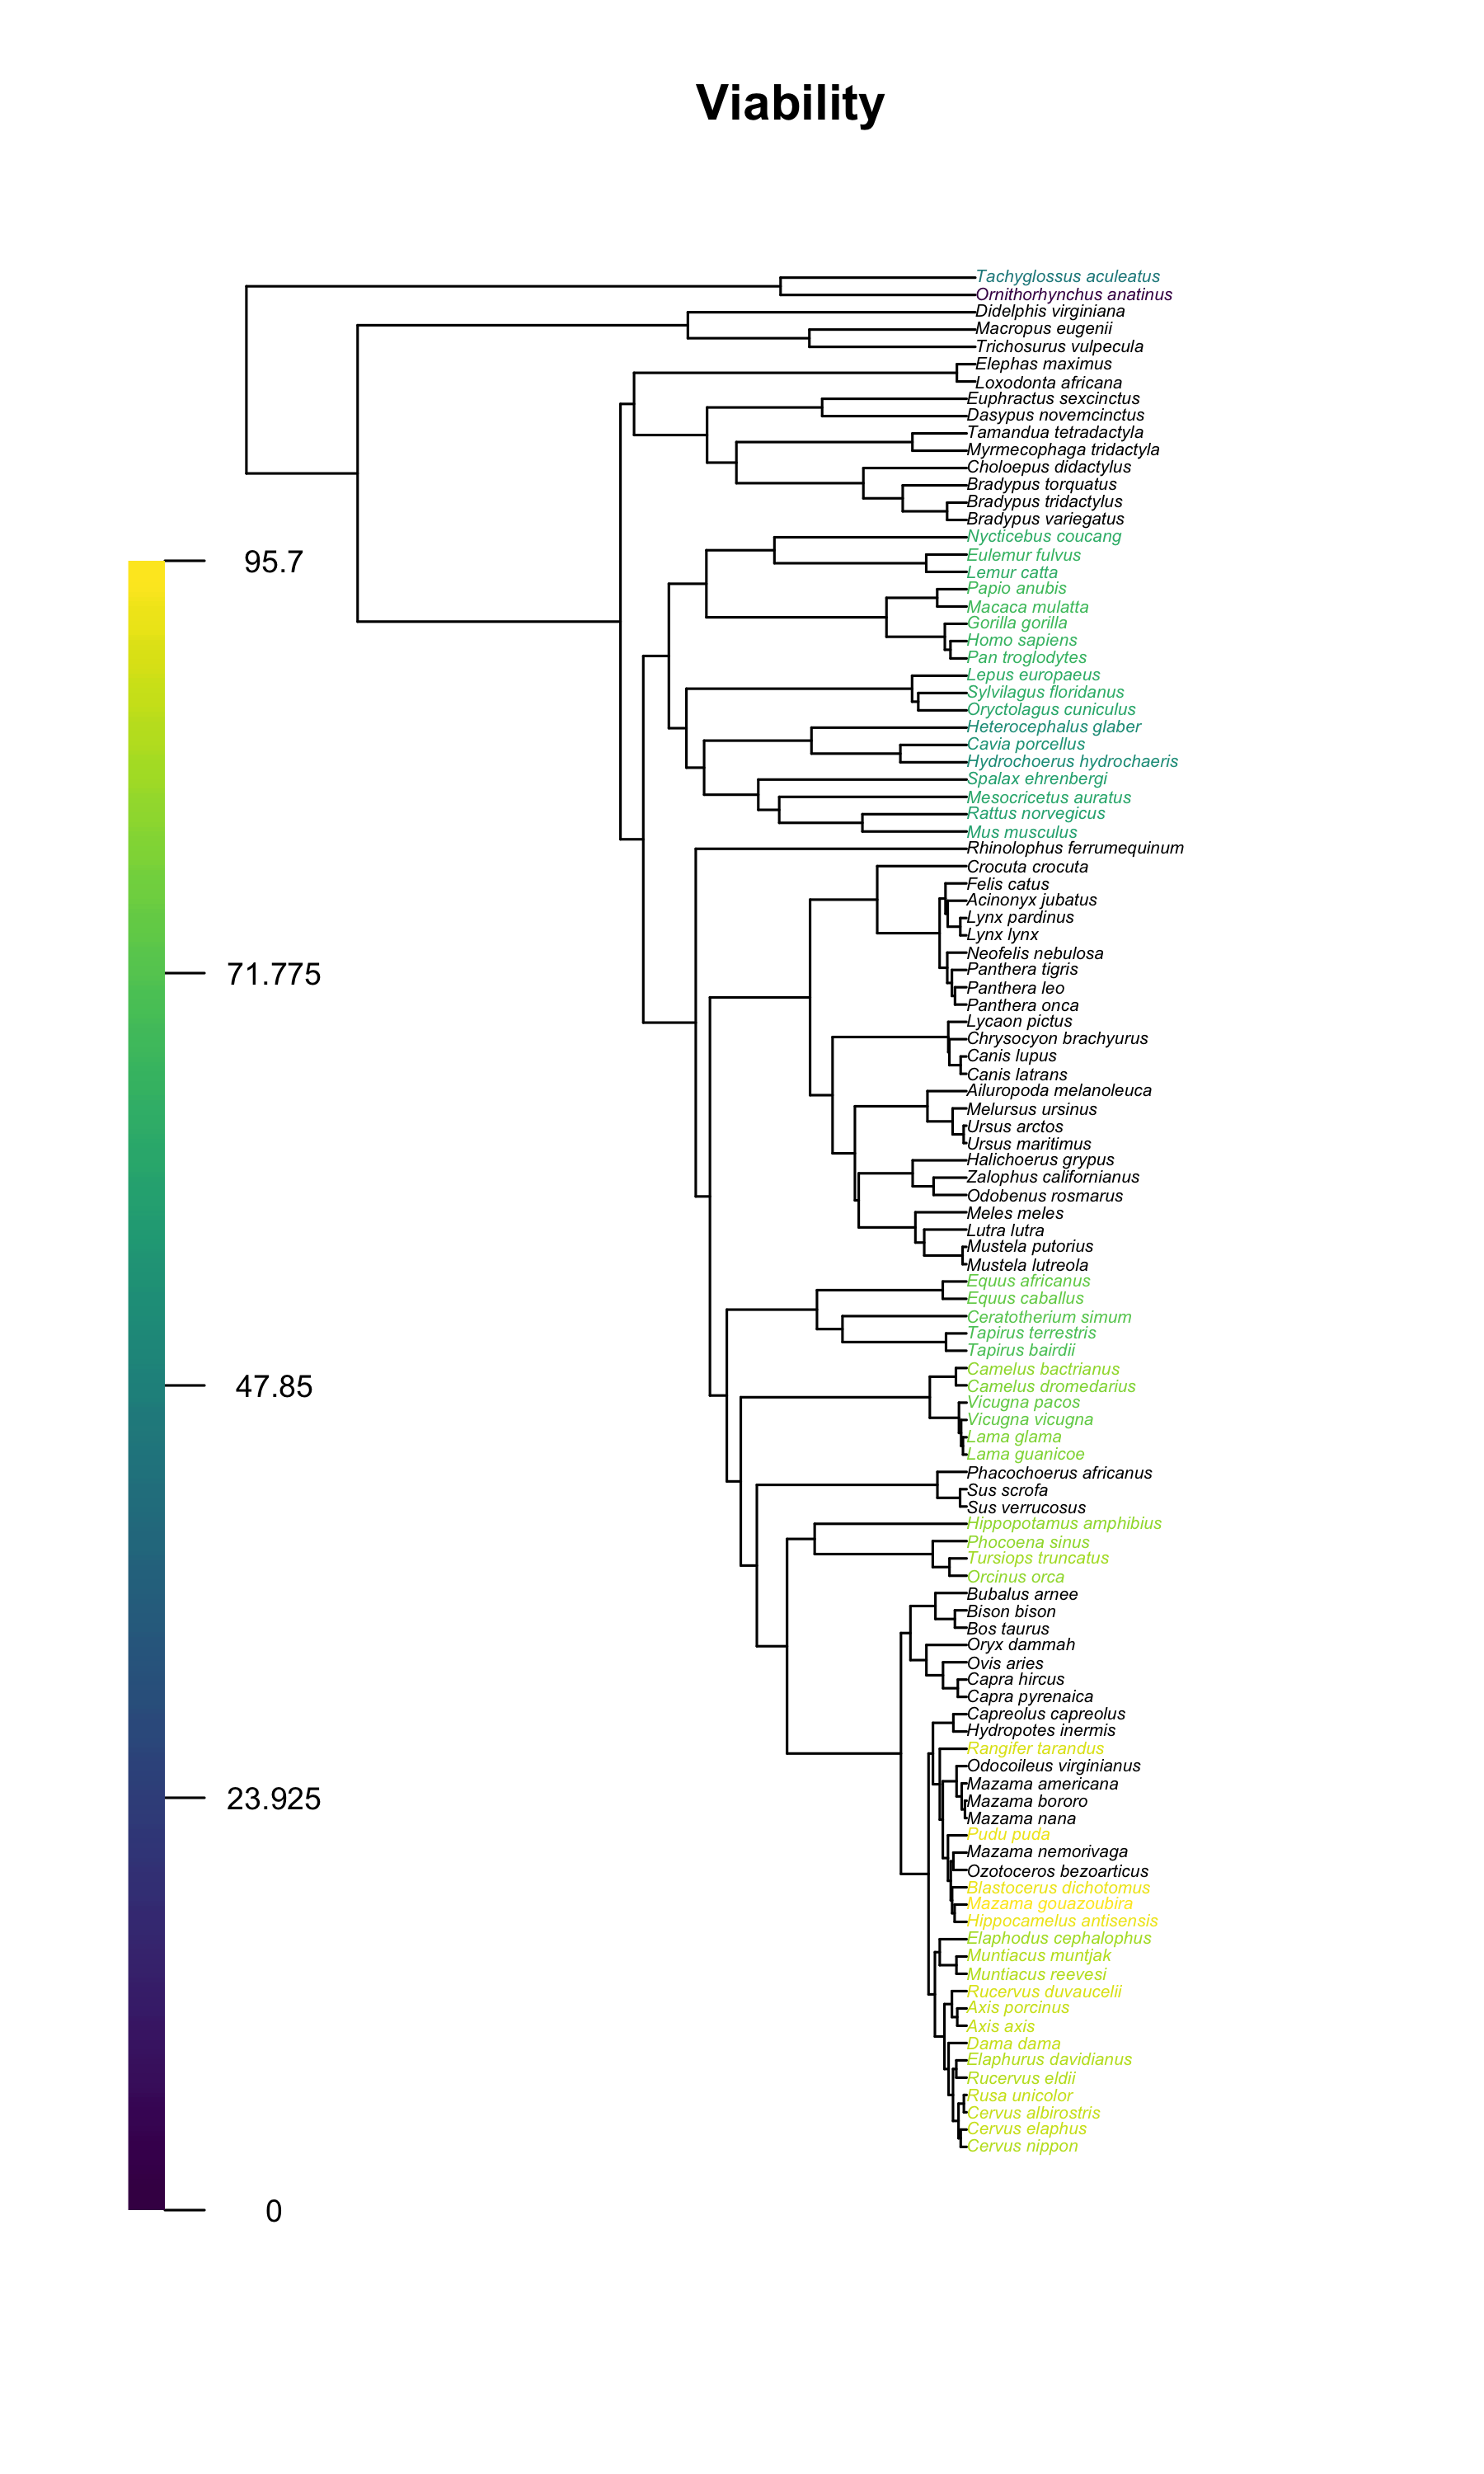 Viability
95.7
71.775
47.85
23.925
0
Tachyglossus aculeatus
Ornithorhynchus anatinus
Didelphis virginiana
Macropus eugenii
Trichosurus vulpecula
Elephas maximus
Loxodonta africana
Euphractus sexcinctus
Dasypus novemcinctus
Tamandua tetradactyla
Myrmecophaga tridactyla
Choloepus didactylus
Bradypus torquatus
Bradypus tridactylus
Bradypus variegatus
Nycticebus coucang
Eulemur fulvus
Lemur catta
Papio anubis
Macaca mulatta
Gorilla gorilla
Homo sapiens
Pan troglodytes
Lepus europaeus
Sylvilagus floridanus
Oryctolagus cuniculus
Heterocephalus glaber
Cavia porcellus
Hydrochoerus hydrochaeris
Spalax ehrenbergi
Mesocricetus auratus
Rattus norvegicus
Mus musculus
Rhinolophus ferrumequinum
Crocuta crocuta
Felis catus
Acinonyx jubatus
Lynx pardinus
Lynx lynx
Neofelis nebulosa
Panthera tigris
Panthera leo
Panthera onca
Lycaon pictus
Chrysocyon brachyurus
Canis lupus
Canis latrans
Ailuropoda melanoleuca
Melursus ursinus
Ursus arctos
Ursus maritimus
Halichoerus grypus
Zalophus californianus
Odobenus rosmarus
Meles meles
Lutra lutra
Mustela putorius
Mustela lutreola
Equus africanus
Equus caballus
Ceratotherium simum
Tapirus terrestris
Tapirus bairdii
Camelus bactrianus
Camelus dromedarius
Vicugna pacos
Vicugna vicugna
Lama glama
Lama guanicoe
Phacochoerus africanus
Sus scrofa
Sus verrucosus
Hippopotamus amphibius
Phocoena sinus
Tursiops truncatus
Orcinus orca
Bubalus arnee
Bison bison
Bos taurus
Oryx dammah
Ovis aries
Capra hircus
Capra pyrenaica
Capreolus capreolus
Hydropotes inermis
Rangifer tarandus
Odocoileus virginianus
Mazama americana
Mazama bororo
Mazama nana
Pudu puda
Mazama nemorivaga
Ozotoceros bezoarticus
Blastocerus dichotomus
Mazama gouazoubira
Hippocamelus antisensis
Elaphodus cephalophus
Muntiacus muntjak
Muntiacus reevesi
Rucervus duvaucelii
Axis porcinus
Axis axis
Dama dama
Elaphurus davidianus
Rucervus eldii
Rusa unicolor
Cervus albirostris
Cervus elaphus
Cervus nippon